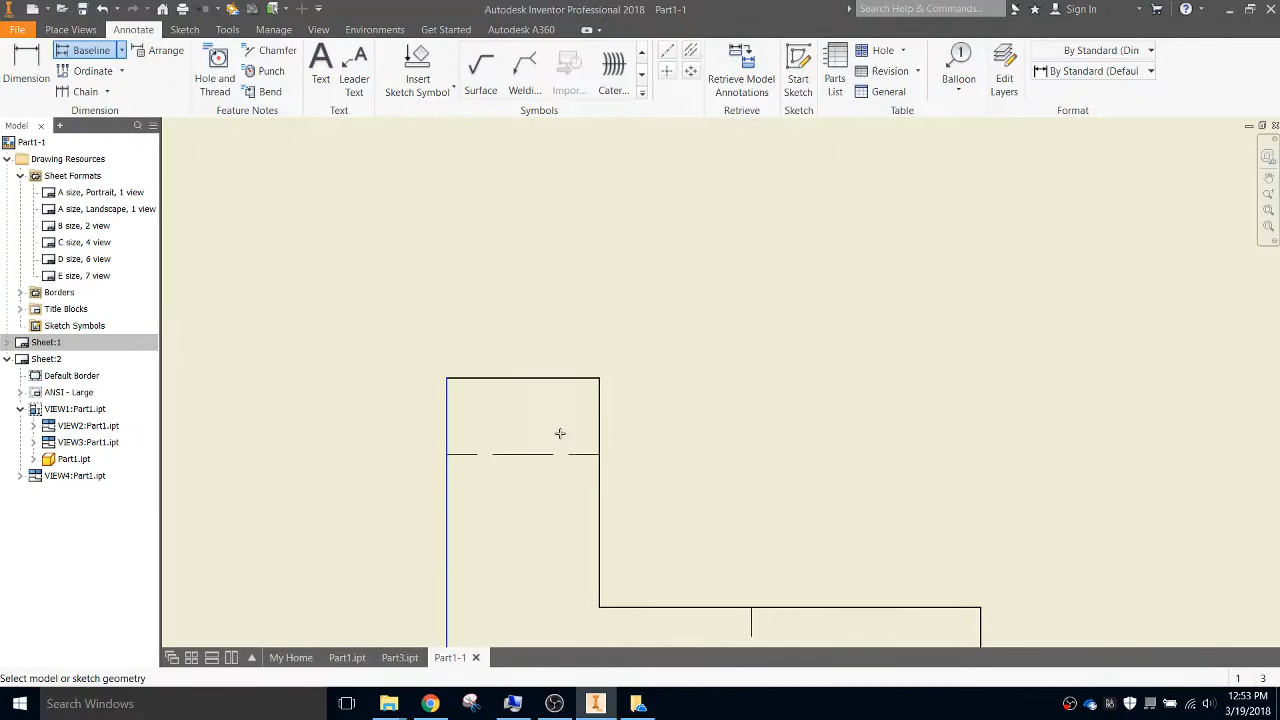 Autodesk Inventor Professional 2018 Part1-1
Search Help & Commands...
Sign In
File Place Views Annotate Sketch Tools Manage View Environments Get Started Autodesk A360
Dimension
Baseline
Ordinate
Chain
Arrange
Dimension
Hole and Thread
Chamfer
Punch
Bend
Feature Notes
Text
Leader Text
Text
Insert Sketch Symbol
Surface
Weldi...
Impor...
Cater...
Symbols
Retrieve Model Annotations
Retrieve
Start Sketch
Sketch
Parts List
Hole
Revision
General
Table
Balloon
1
Edit Layers
By Standard (Dim
By Standard (Defaul
Format
Model
Part1-1
Drawing Resources
Sheet Formats
A size, Portrait, 1 view
A size, Landscape, 1 view
B size, 2 view
C size, 4 view
D size, 6 view
E size, 7 view
Borders
Title Blocks
Sketch Symbols
Sheet:1
Sheet:2
Default Border
ANSI - Large
VIEW1:Part1.ipt
VIEW2:Part1.ipt
VIEW3:Part1.ipt
Part1.ipt
VIEW4:Part1.ipt
My Home Part1.ipt Part3.ipt Part1-1
Select model or sketch geometry
1 3
Search Windows
12:53 PM
3/19/2018